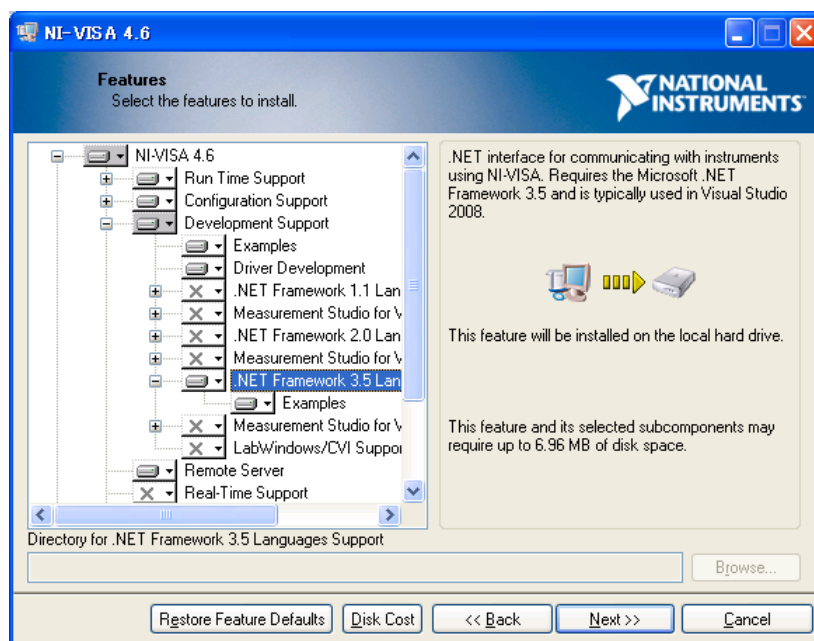 NI-VISA 4.6
Features
Select the features to install.
NATIONAL
INSTRUMENTS
NI-VISA 4.6
Run Time Support
Configuration Support
Development Support
Examples
Driver Development
.NET Framework 1.1 Lan
Measurement Studio for V
.NET Framework 2.0 Lan
Measurement Studio for V
.NET Framework 3.5 Lan
Examples
Measurement Studio for V
LabWindows/CVI Suppor
Remote Server
Real-Time Support
.NET interface for communicating with instruments
using NI-VISA. Requires the Microsoft .NET
Framework 3.5 and is typically used in Visual Studio
2008.
This feature will be installed on the local hard drive.
This feature and its selected subcomponents may
require up to 6.96 MB of disk space.
Directory for .NET Framework 3.5 Languages Support
Browse...
Restore Feature Defaults
Disk Cost
<< Back
Next >>
Cancel